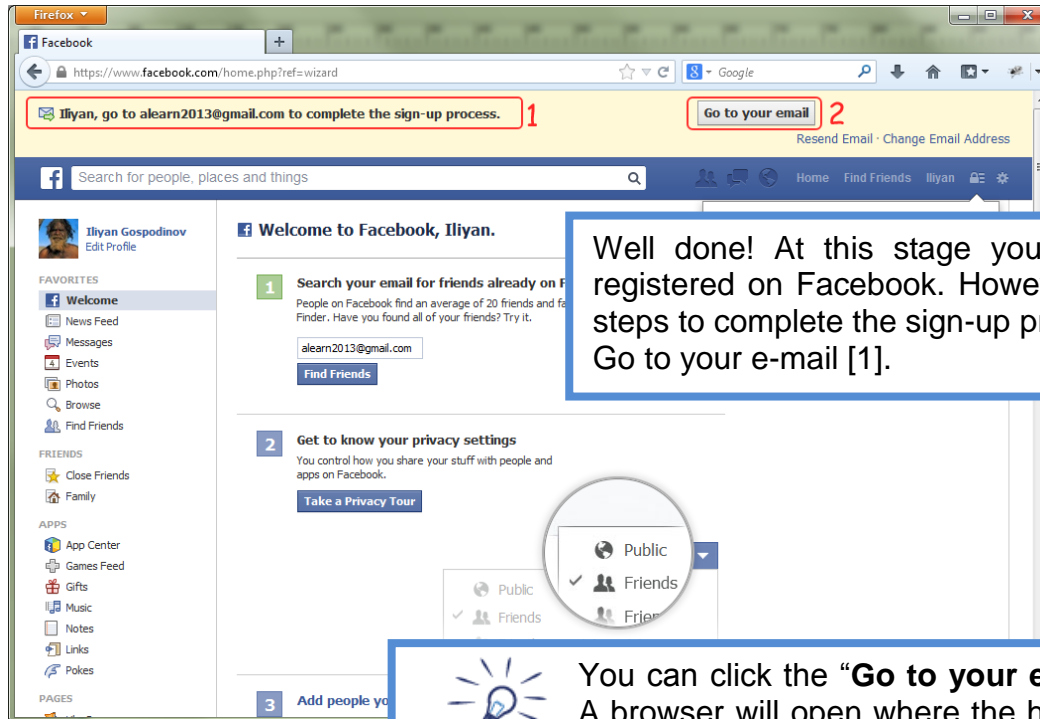 Firefox
Facebook
https://www.facebook.com/home.php?ref=wizard
Google
Iliyan, go to alearn2013@gmail.com to complete the sign-up process. 1
Go to your email 2
Resend Email · Change Email Address
Search for people, places and things
Home Find Friends Iliyan
Iliyan Gospodinov
Edit Profile
FAVORITES
Welcome
News Feed
Messages
4 Events
Photos
Browse
Find Friends
FRIENDS
Close Friends
Family
APPS
App Center
Games Feed
Gifts
Music
Notes
Links
Pokes
PAGES
Welcome to Facebook, Iliyan.
1 Search your email for friends already on
People on Facebook find an average of 20 friends and
Finder. Have you found all of your friends? Try it.
alearn2013@gmail.com
Find Friends
2 Get to know your privacy settings
You control how you share your stuff with people and
apps on Facebook.
Take a Privacy Tour
Public
Friends
Public
Friends
3 Add people
Well done! At this stage you
registered on Facebook.
steps to complete the sign-up
Go to your e-mail [1].
You can click the “Go to your
A browser will open where the